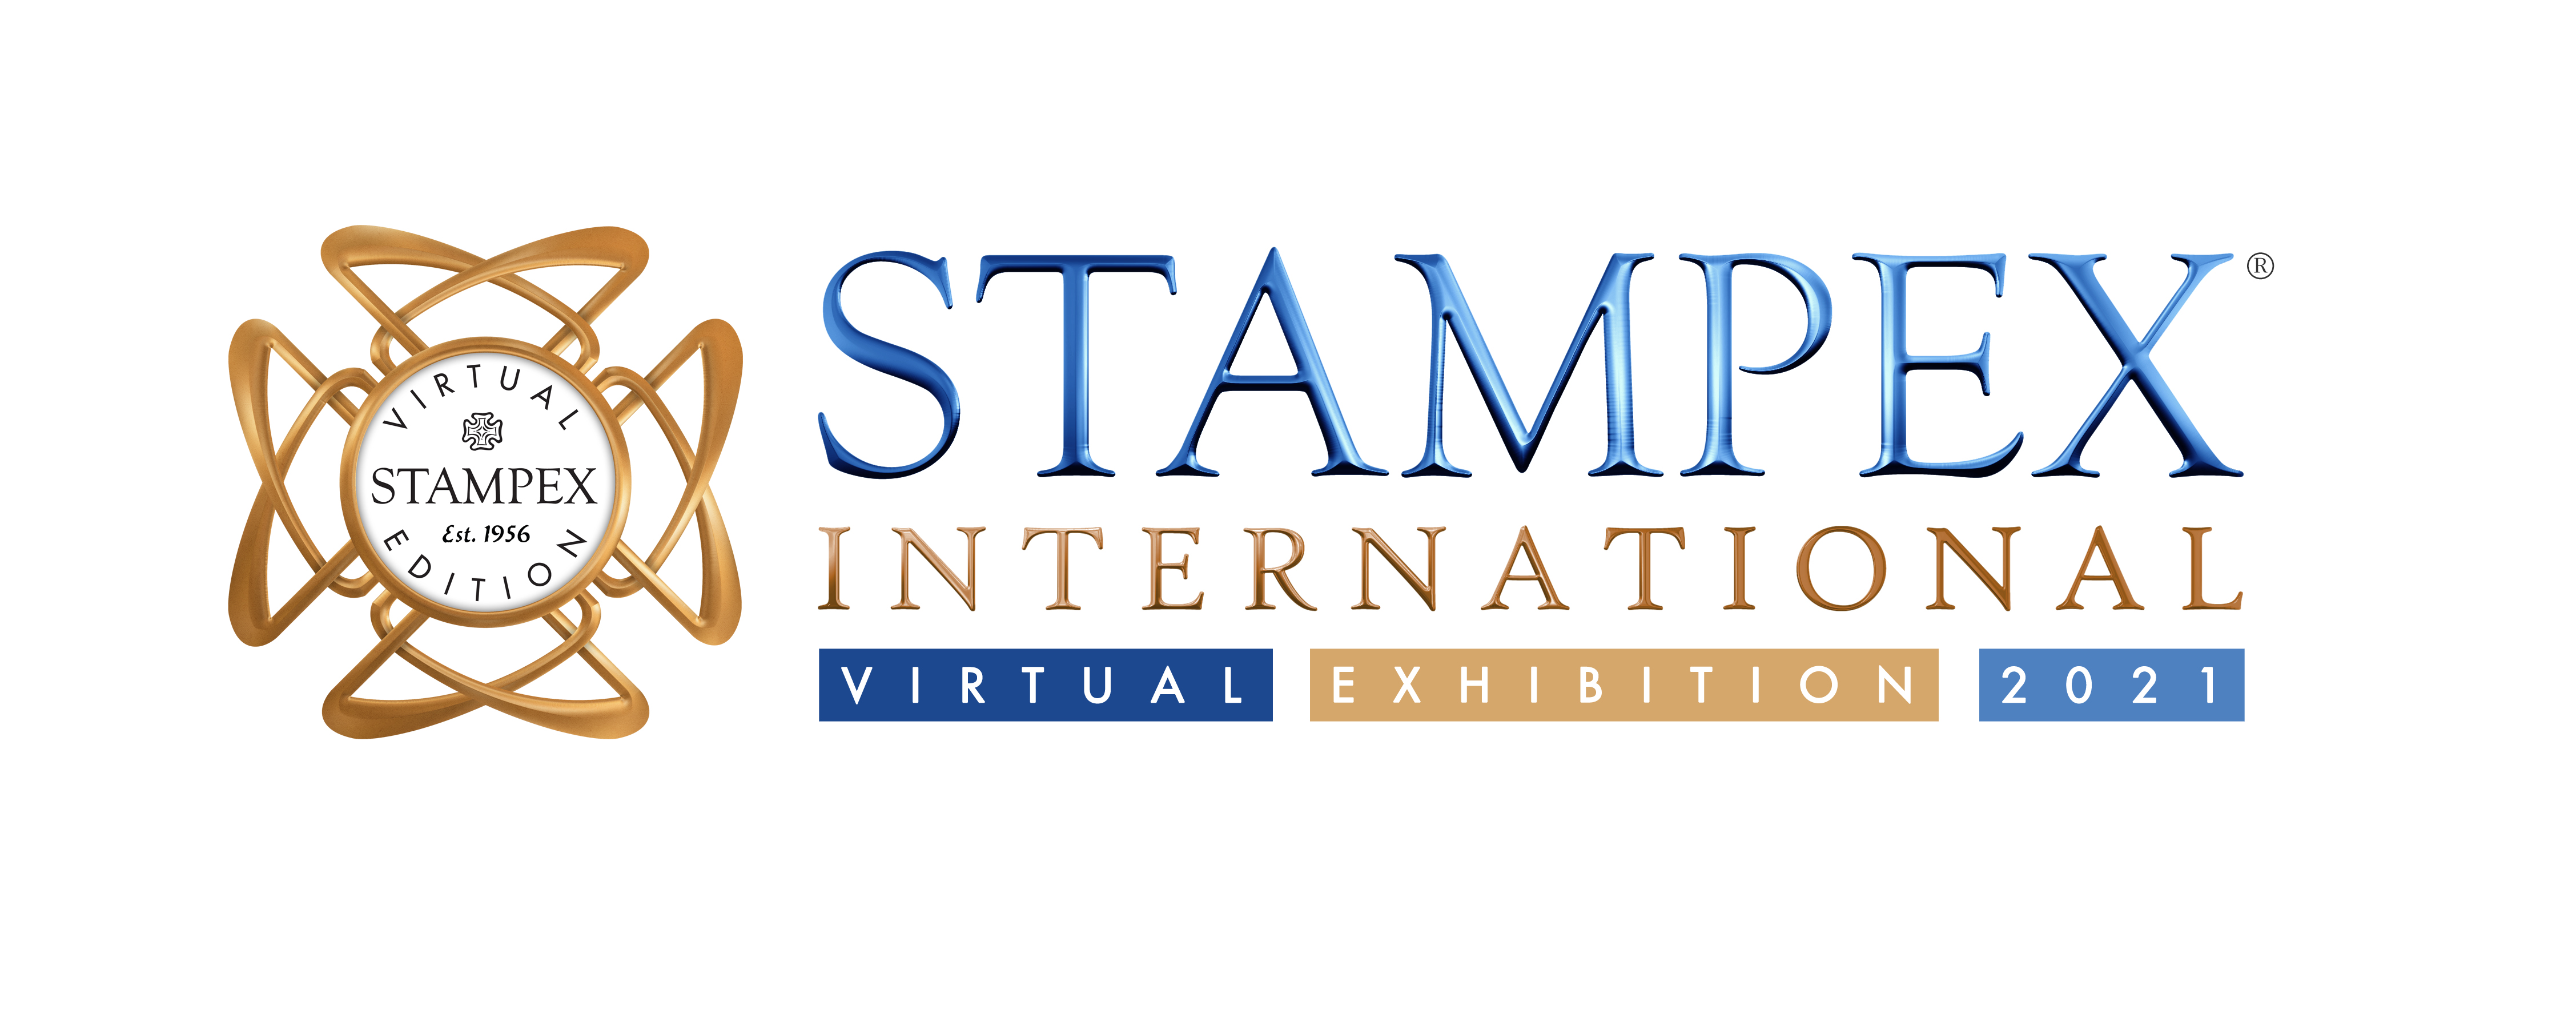 VIRTUAL
STAMPEX
Est. 1956
EDITION
STAMPEX®
INTERNATIONAL
VIRTUAL EXHIBITION 2021